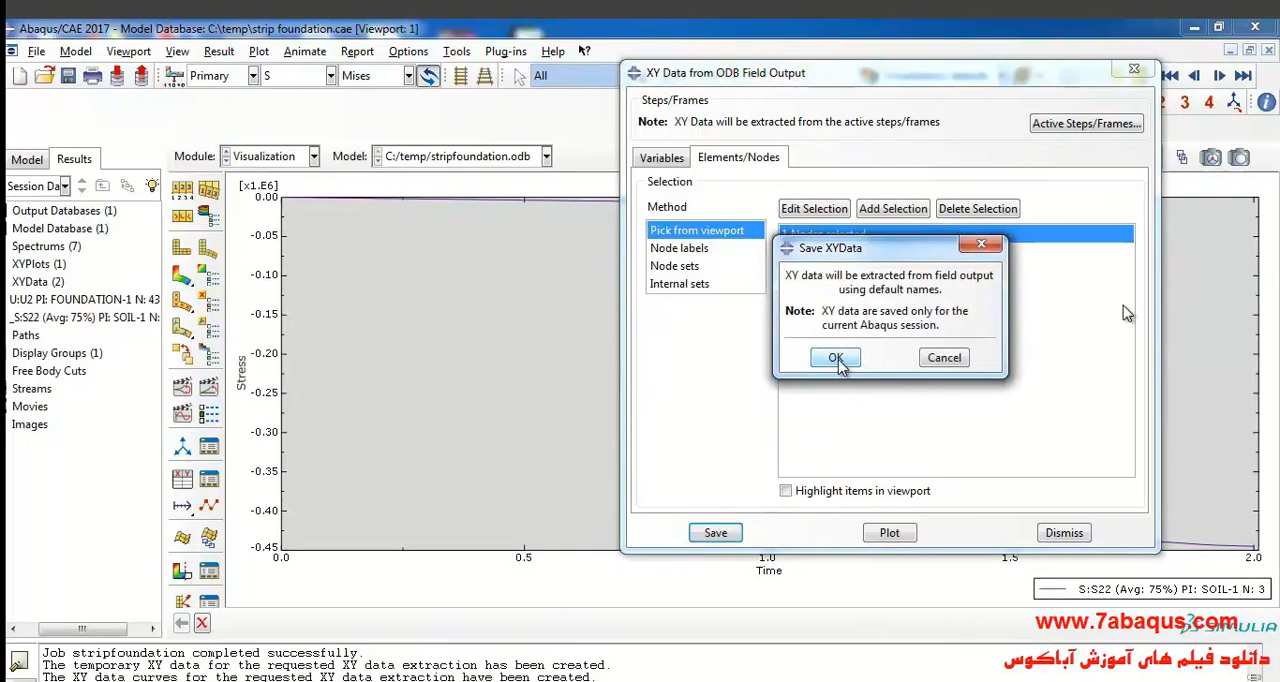 Abaqus/CAE 2017 - Model Database: C:\temp\strip foundation.cae [Viewport: 1]
File Model Viewport View Result Plot Animate Report Options Tools Plug-ins Help
Primary S Mises All
XY Data from ODB Field Output
Steps/Frames
Note: XY Data will be extracted from the active steps/frames
Active Steps/Frames...
2 3 4
Model Results
Module: Visualization Model: C:/temp/stripfoundation.odb
Variables Elements/Nodes
Session Da
Output Databases (1)
Model Database (1)
Spectrums (7)
XYPlots (1)
XYData (2)
U:U2 PI: FOUNDATION-1 N: 43
_S:S22 (Avg: 75%) PI: SOIL-1 N:
Paths
Display Groups (1)
Free Body Cuts
Streams
Movies
Images
[x1.E6]
0.00
-0.05
-0.10
-0.15
-0.20
-0.25
-0.30
-0.35
-0.40
-0.45
Stress
0.0 0.5 1.0 1.5 2.0
Time
Selection
Method
Edit Selection Add Selection Delete Selection
Pick from viewport
Node labels
Node sets
Internal sets
1 Nodes selected
Save XYData
XY data will be extracted from field output
using default names.
Note: XY data are saved only for the
current Abaqus session.
OK Cancel
Highlight items in viewport
Save Plot Dismiss
S:S22 (Avg: 75%) PI: SOIL-1 N: 3
www.7abaqus.com
SIMULIA
دانلود فیلم های آموزش آباکوس
Job stripfoundation completed successfully.
The temporary XY data for the requested XY data extraction has been created.
The XY data curves for the requested XY data extraction have been created.